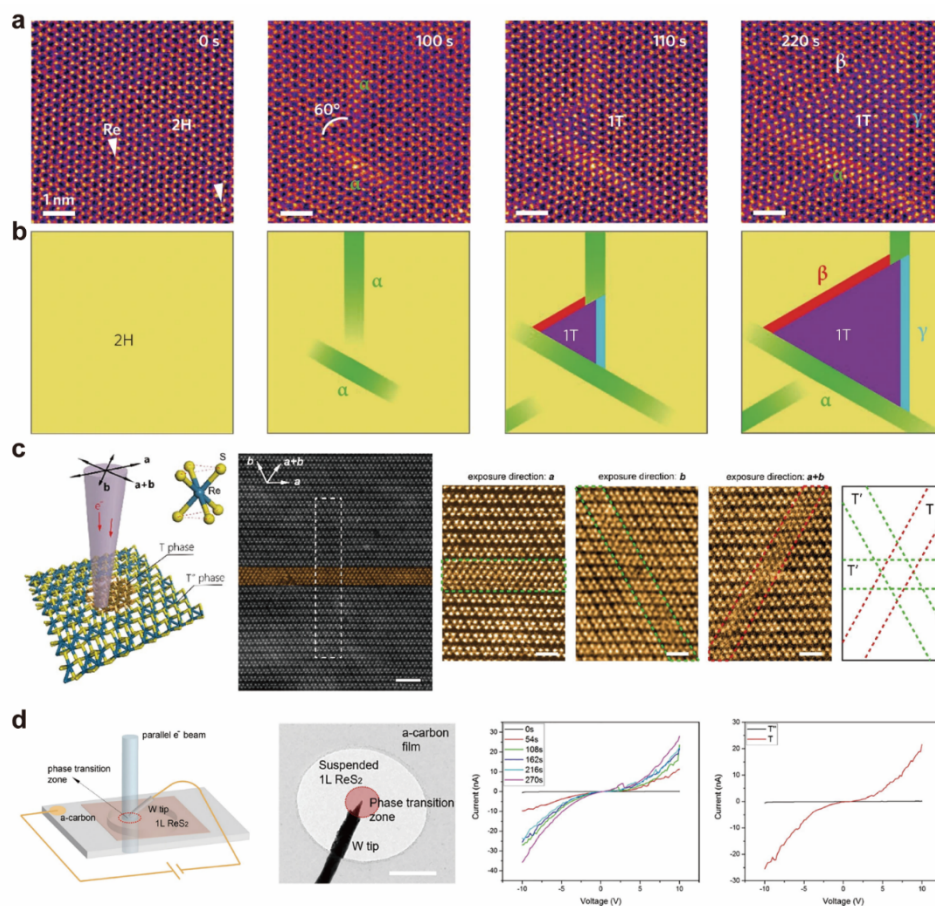 a
0 s
2H
Re
1 nm
100 s
α
60°
α
110 s
1T
220 s
β
1T
γ
α
b
2H
α
α
1T
β
1T
γ
α
c
a
b
a+b
e-
S
Re
T phase
T″ phase
b
a+b
a
exposure direction: a
exposure direction: b
exposure direction: a+b
T′
T
T′
d
parallel e- beam
phase transition
zone
W tip
a-carbon
1L ReS2
a-carbon
film
Suspended
1L ReS2
Phase transition
zone
W tip
0s
54s
108s
162s
216s
270s
Current (nA)
40
30
20
10
0
-10
-20
-30
-40
-10
-5
0
5
10
Voltage (V)
T″
T
Current (nA)
30
20
10
0
-10
-20
-30
-10
-5
0
5
10
Voltage (V)